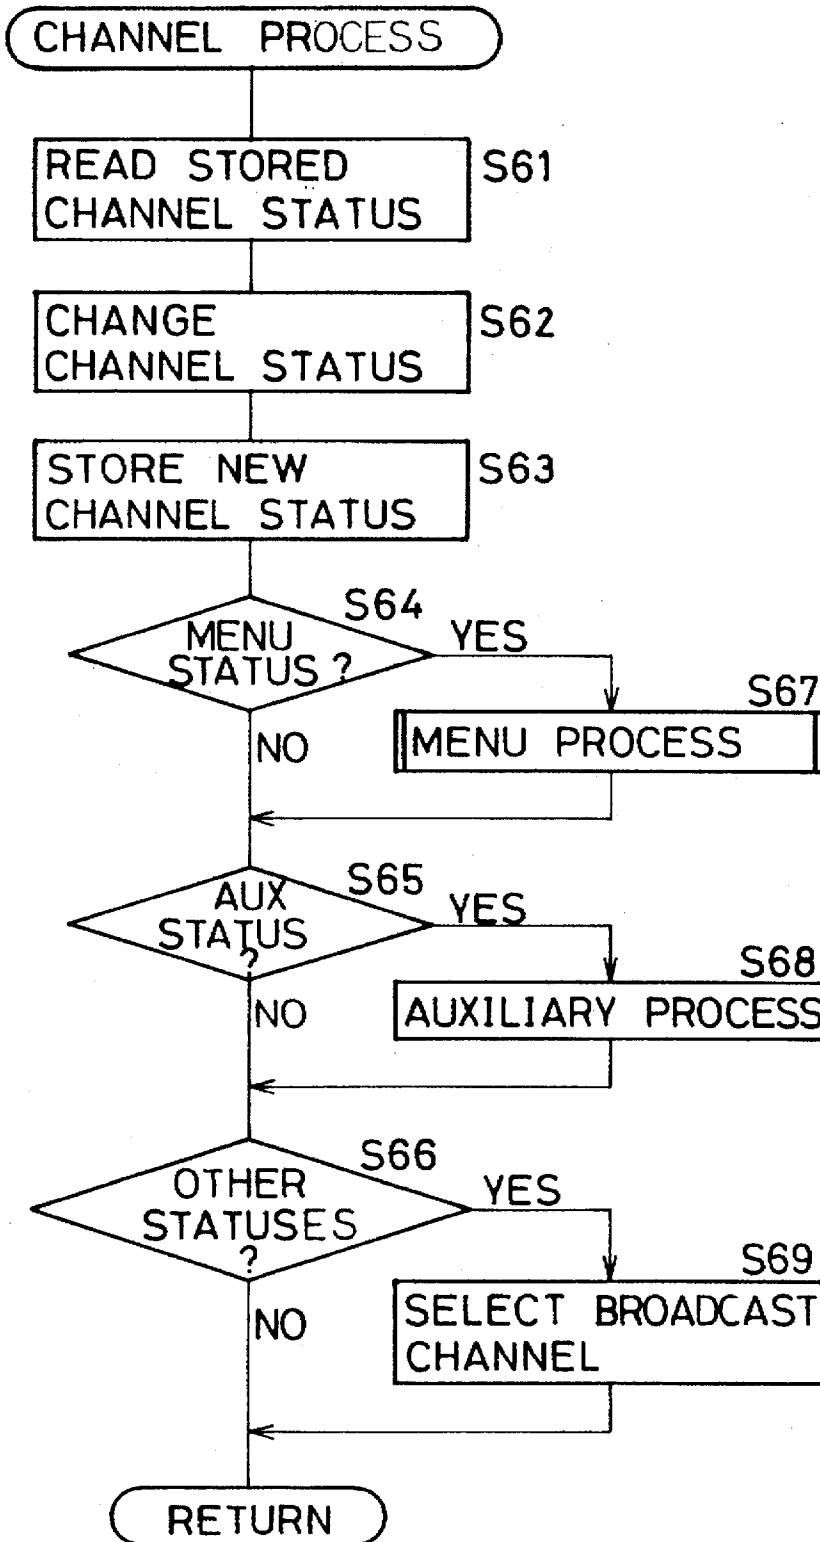 CHANNEL PROCESS
READ STORED
CHANNEL STATUS
S61
CHANGE
CHANNEL STATUS
S62
STORE NEW
CHANNEL STATUS
S63
S64
MENU
STATUS ?
YES
NO
S67
MENU PROCESS
S65
AUX
STATUS
?
YES
NO
S68
AUXILIARY PROCESS
S66
OTHER
STATUSES
?
YES
NO
S69
SELECT BROADCAST
CHANNEL
RETURN